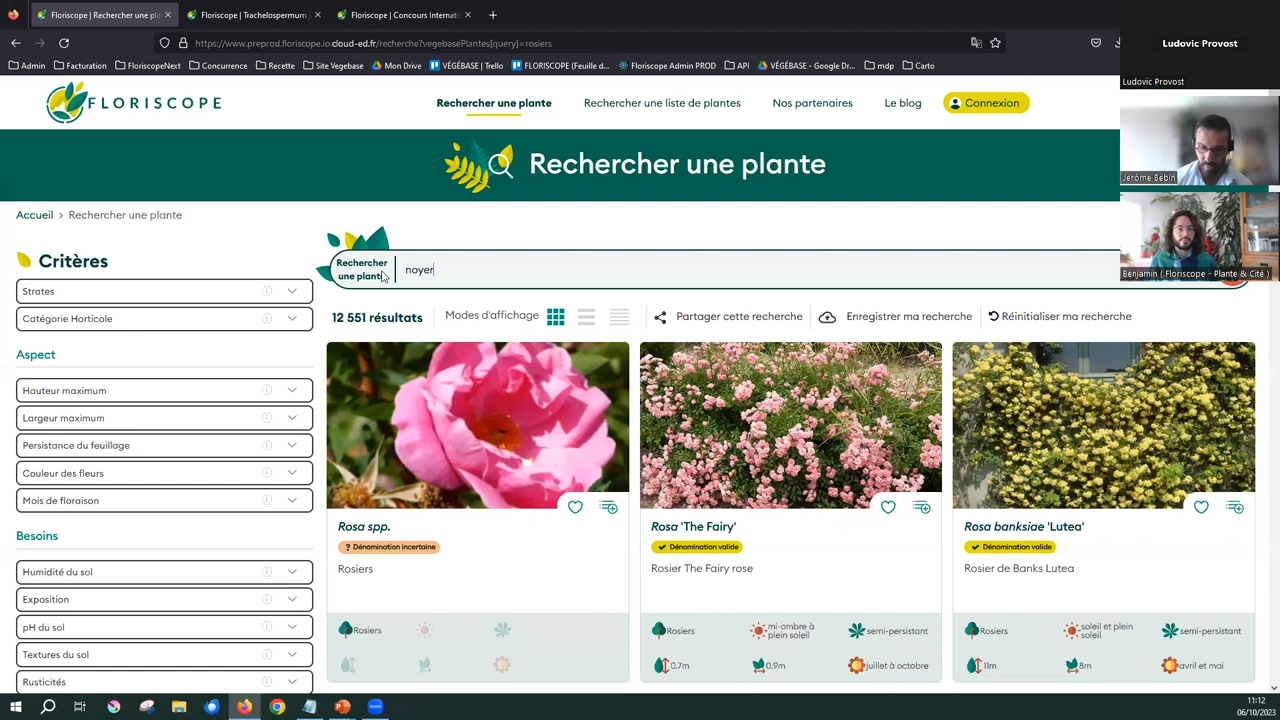 Floriscope | Rechercher une pla
Floriscope | Trachelospermum j
Floriscope | Concours Internatio
https://www.preprod.floriscope.io.cloud-ed.fr/recherche?vegebasePlantes[query]=rosiers
Admin
Facturation
FloriscopeNext
Concurrence
Recette
Site Vegebase
Mon Drive
VÉGÉBASE | Trello
FLORISCOPE (Feuille d...
Floriscope Admin PROD
API
VÉGÉBASE - Google Dr...
mdp
Carto
Ludovic Provost
Ludovic Provost
FLORISCOPE
Rechercher une plante
Rechercher une liste de plantes
Nos partenaires
Le blog
Connexion
Jerôme Bébin
Rechercher une plante
Accueil > Rechercher une plante
Benjamin ( Floriscope - Plante & Cité )
Critères
Rechercher
une plante
noyer
Strates
Catégorie Horticole
12 551 résultats
Modes d'affichage
Partager cette recherche
Enregistrer ma recherche
Réinitialiser ma recherche
Aspect
Hauteur maximum
Largeur maximum
Persistance du feuillage
Couleur des fleurs
Mois de floraison
Besoins
Humidité du sol
Exposition
pH du sol
Textures du sol
Rusticités
Rosa spp.
? Dénomination incertaine
Rosiers
Rosiers
Rosa 'The Fairy'
Dénomination valide
Rosier The Fairy rose
Rosiers
mi-ombre à
plein soleil
semi-persistant
0.7m
0.9m
juillet à octobre
Rosa banksiae 'Lutea'
Dénomination valide
Rosier de Banks Lutea
Rosiers
soleil et plein
soleil
semi-persistant
11m
8m
avril et mai
11:12
06/10/2023